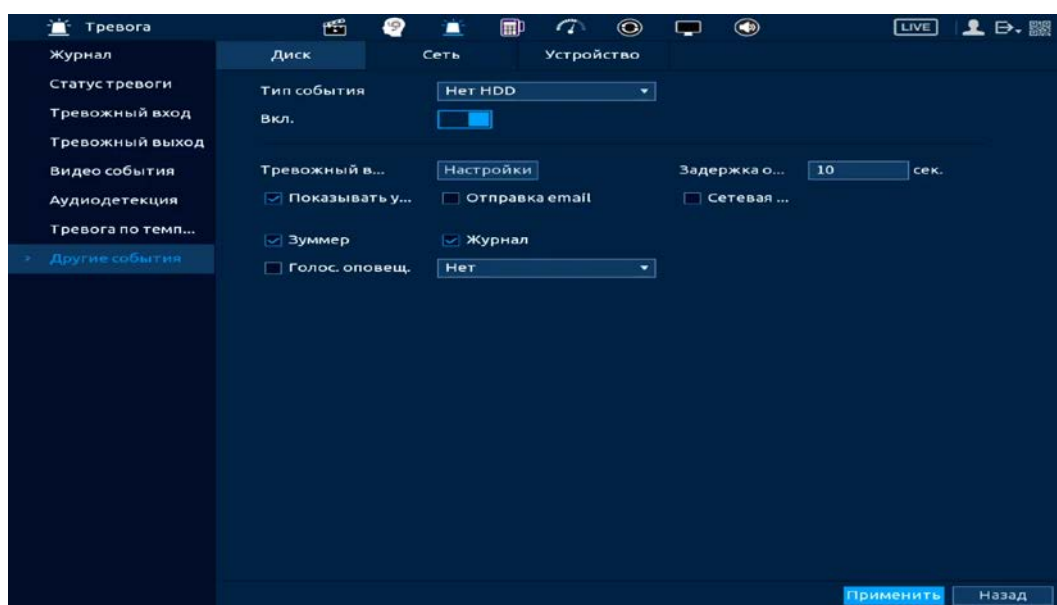 Тревога LIVE
Журнал Диск Сеть Устройство
Статус тревоги Тип события Нет HDD
Тревожный вход Вкл.
Тревожный выход
Видео события Тревожный в... Настройки Задержка о... 10 сек.
Аудиодетекция Показывать у... Отправка email Сетевая ...
Тревога по темп... Зуммер Журнал
Другие события Голос. оповещ. Нет
Применить Назад